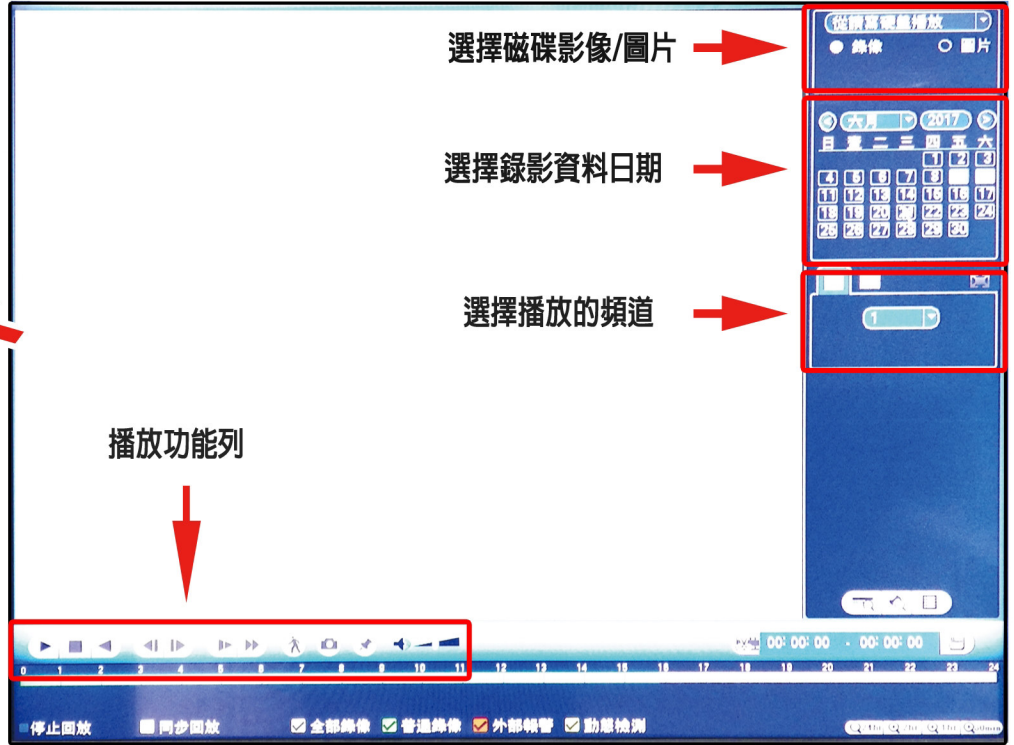 從讀寫硬盤播放
錄像 圖片
選擇磁碟影像/圖片
六月 2017
日 壹 二 三 四 五 六
1 2 3
4 5 6 7 8
11 12 13 14 15 16 17
18 19 20 22 23 24
25 26 27 28 29 30
選擇錄影資料日期
選擇播放的頻道
1
播放功能列
00:00:00 - 00:00:00
0 1 2 3 4 5 6 7 8 9 10 11 12 13 14 15 16 17 18 19 20 21 22 23 24
停止回放 同步回放 全部錄像 普通錄像 外部報警 動態檢測